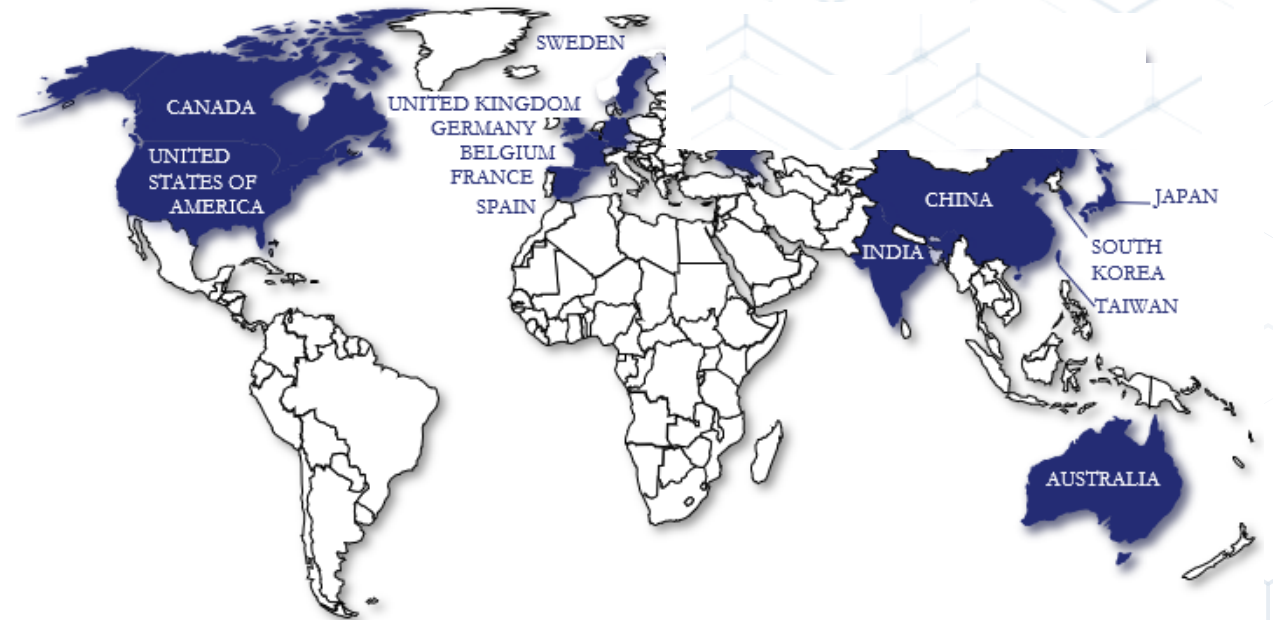 SWEDEN
CANADA
UNITED KINGDOM
GERMANY
BELGIUM
FRANCE
SPAIN
UNITED
STATES OF
AMERICA
CHINA
JAPAN
INDIA
SOUTH
KOREA
TAIWAN
AUSTRALIA